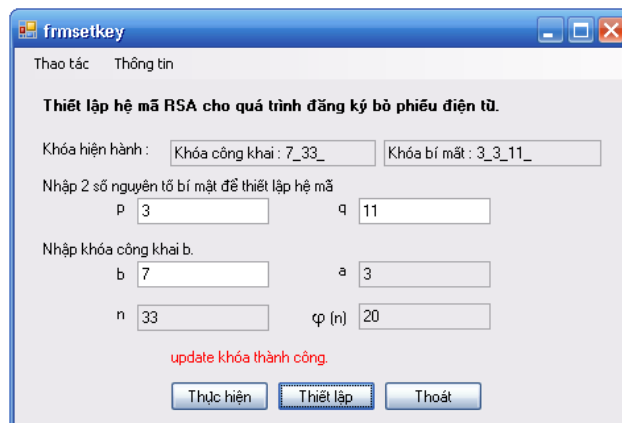 frmsetkey
Thao tác Thông tin
Thiết lập hệ mã RSA cho quá trình đăng ký bỏ phiếu điện tử.
Khóa hiện hành : Khóa công khai : 7_33_ Khóa bí mất : 3_3_11_
Nhập 2 số nguyên tố bí mật để thiết lập hệ mã
p 3 q 11
Nhập khóa công khai b.
b 7 a 3
n 33 φ (n) 20
update khóa thành công.
Thực hiện Thiết lập Thoát